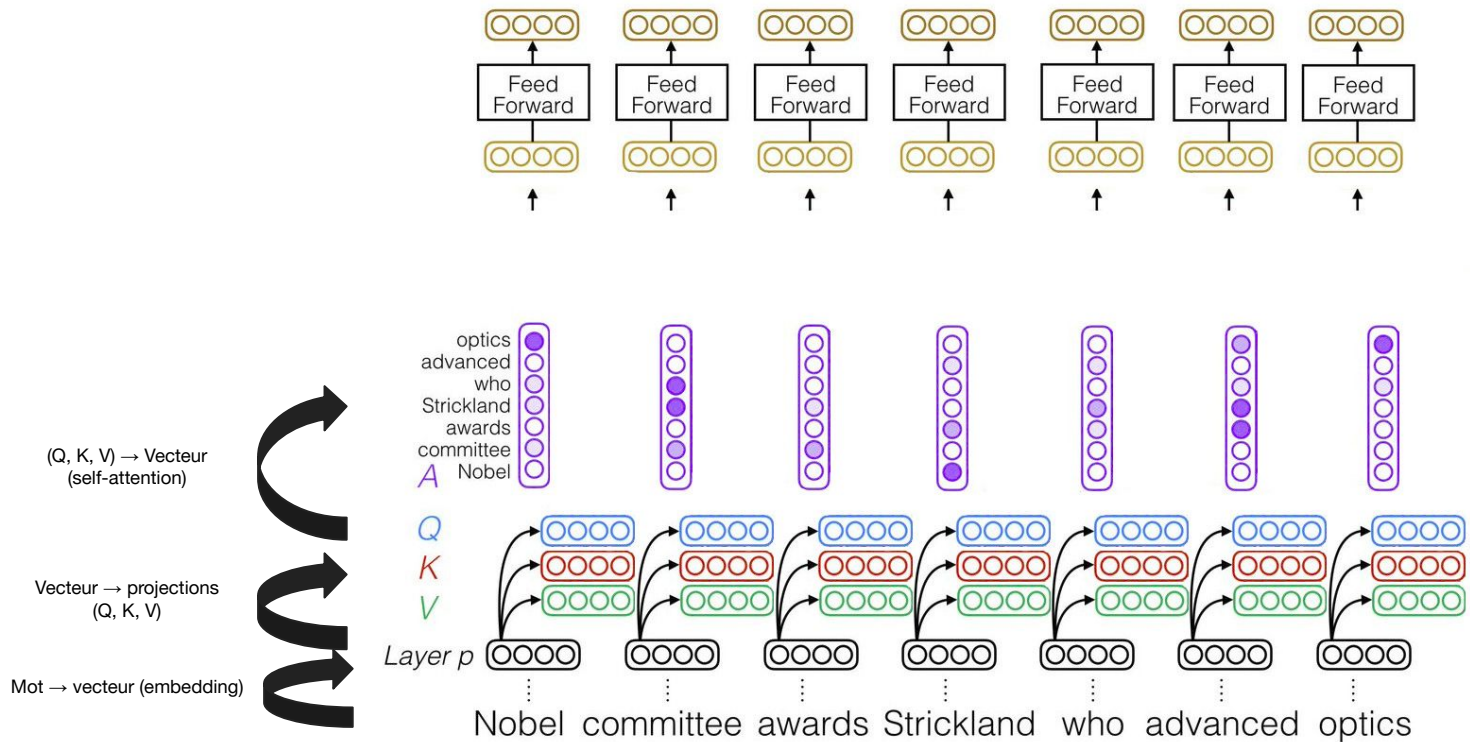 Feed Forward
Feed Forward
Feed Forward
Feed Forward
Feed Forward
Feed Forward
Feed Forward
optics
advanced
who
Strickland
awards
committee
Nobel
A
(Q, K, V) → Vecteur
(self-attention)
Q
K
V
Vecteur → projections
(Q, K, V)
Layer p
Mot → vecteur (embedding)
Nobel committee awards Strickland who advanced optics